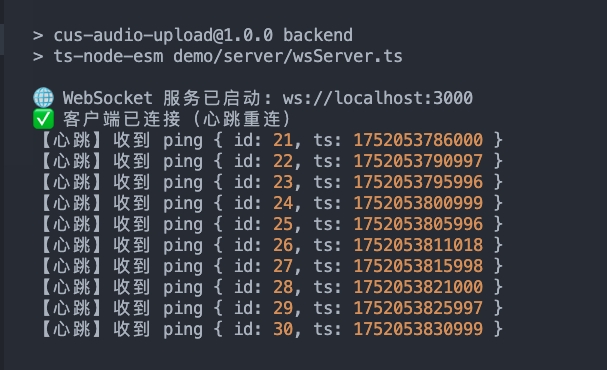 > cus-audio-upload@1.0.0 backend
> ts-node-esm demo/server/wsServer.ts
🌐 WebSocket 服务已启动: ws://localhost:3000
✅ 客户端已连接（心跳重连）
【心跳】收到 ping { id: 21, ts: 1752053786000 }
【心跳】收到 ping { id: 22, ts: 1752053790997 }
【心跳】收到 ping { id: 23, ts: 1752053795996 }
【心跳】收到 ping { id: 24, ts: 1752053800999 }
【心跳】收到 ping { id: 25, ts: 1752053805996 }
【心跳】收到 ping { id: 26, ts: 1752053811018 }
【心跳】收到 ping { id: 27, ts: 1752053815998 }
【心跳】收到 ping { id: 28, ts: 1752053821000 }
【心跳】收到 ping { id: 29, ts: 1752053825997 }
【心跳】收到 ping { id: 30, ts: 1752053830999 }